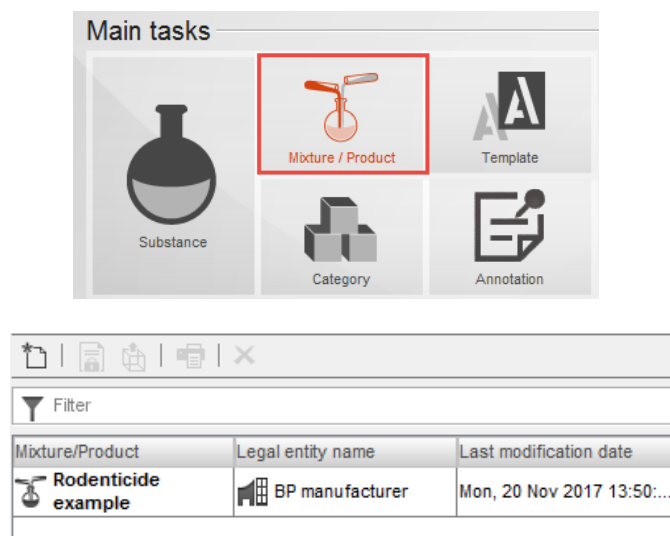 Main tasks
Mixture / Product
Template
Substance
Category
Annotation
Filter
Mixture/Product Legal entity name Last modification date
Rodenticide
example
BP manufacturer Mon, 20 Nov 2017 13:50:...